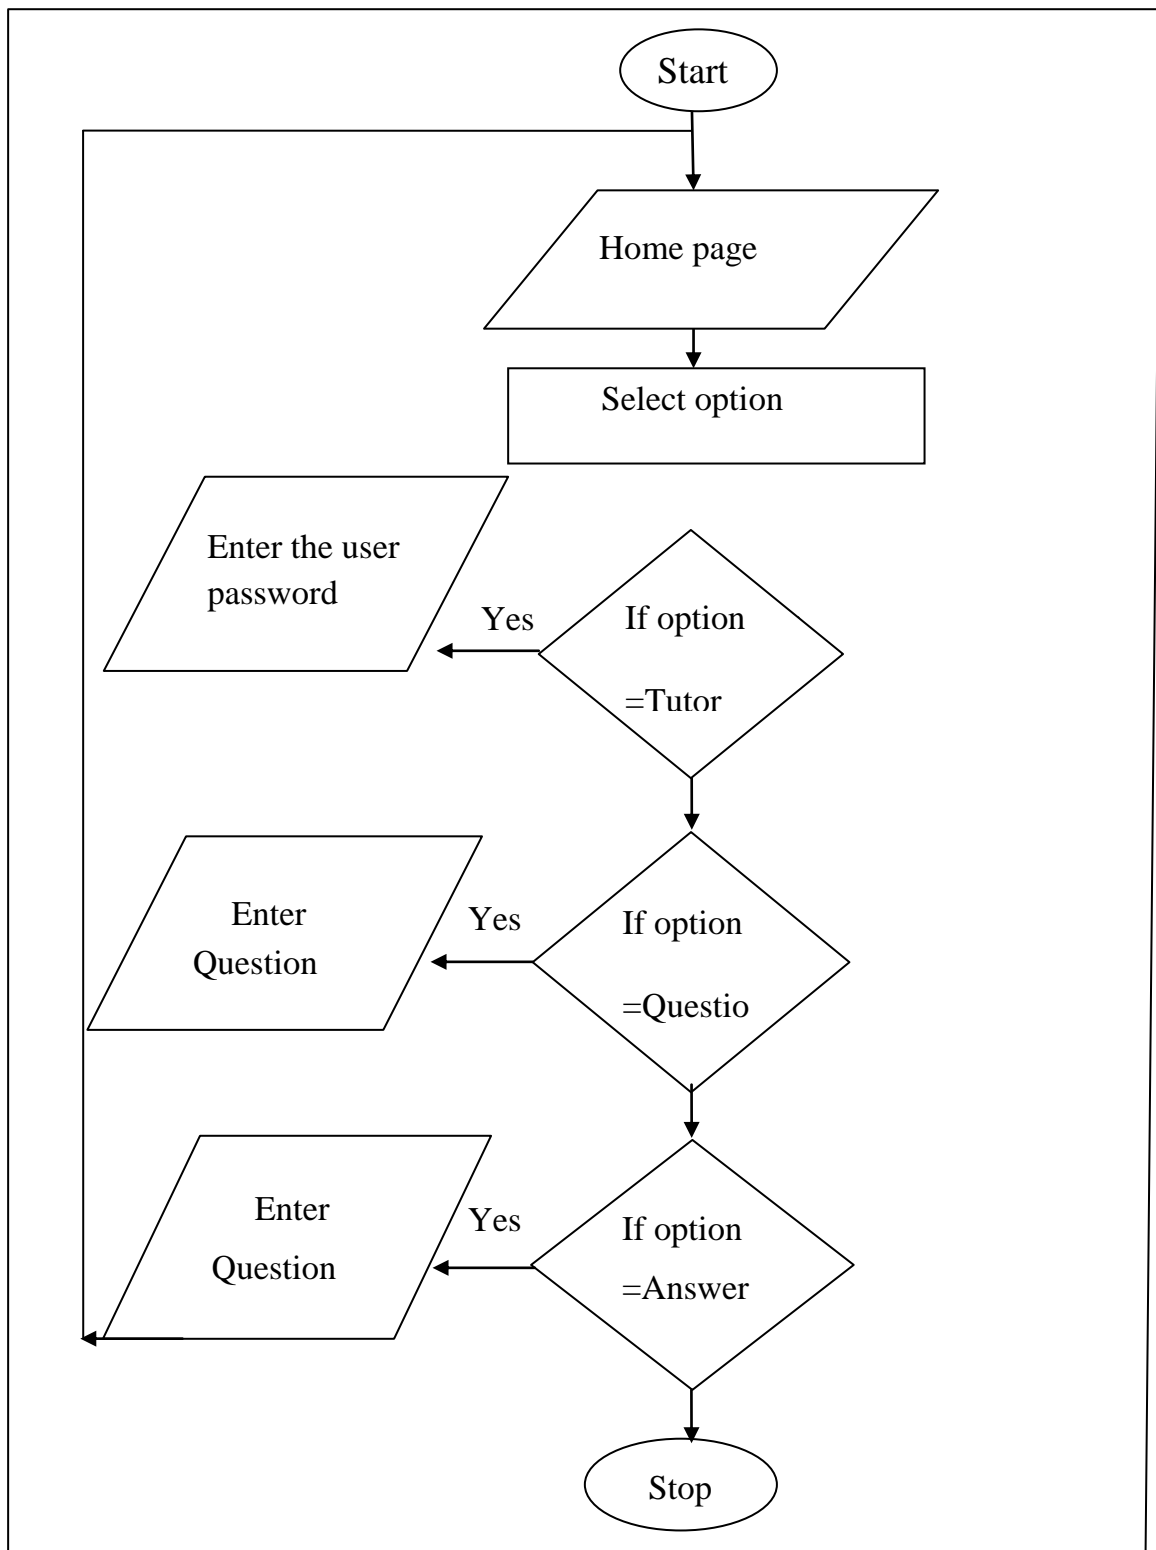 Start
Home page
Select option
Enter the user
password
Yes
If option
=Tutor
Enter
Question
Yes
If option
=Questio
Enter
Question
Yes
If option
=Answer
Stop